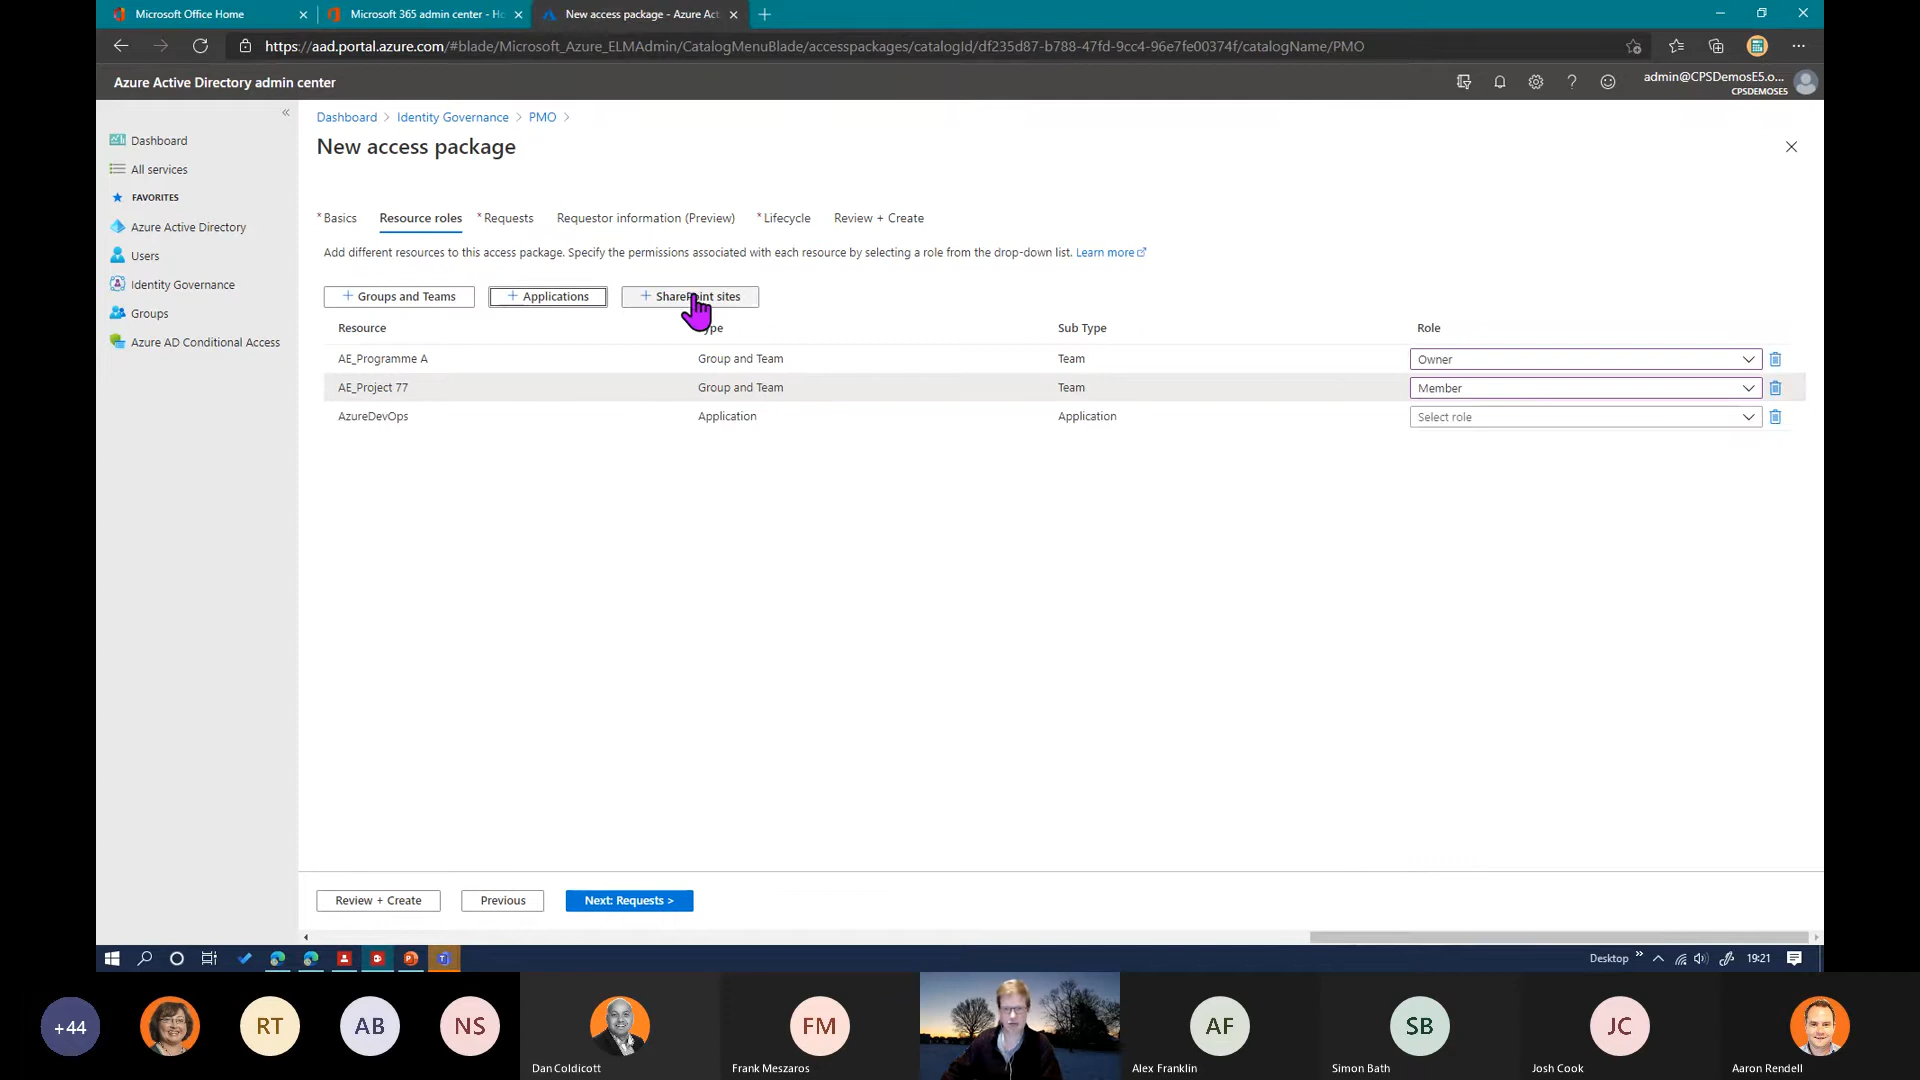 Microsoft Office Home
Microsoft 365 admin center - Ho
New access package - Azure Act
https://aad.portal.azure.com/#blade/Microsoft_Azure_ELMAdmin/CatalogMenuBlade/accesspackages/catalogId/df235d87-b788-47fd-9cc4-96e7fe00374f/catalogName/PMO
Azure Active Directory admin center
admin@CPSDemosE5.o...
CPSDEMOSE5
Dashboard
All services
FAVORITES
Azure Active Directory
Users
Identity Governance
Groups
Azure AD Conditional Access
Dashboard > Identity Governance > PMO >
New access package
* Basics
Resource roles
* Requests
Requestor information (Preview)
* Lifecycle
Review + Create
Add different resources to this access package. Specify the permissions associated with each resource by selecting a role from the drop-down list. Learn more
+ Groups and Teams
+ Applications
+ SharePoint sites
Resource
Type
Sub Type
Role
AE_Programme A
Group and Team
Team
Owner
AE_Project 77
Group and Team
Team
Member
AzureDevOps
Application
Application
Select role
Review + Create
Previous
Next: Requests >
Desktop
19:21
+44
RT
AB
NS
FM
AF
SB
JC
Dan Coldicott
Frank Meszaros
Alex Franklin
Simon Bath
Josh Cook
Aaron Rendell